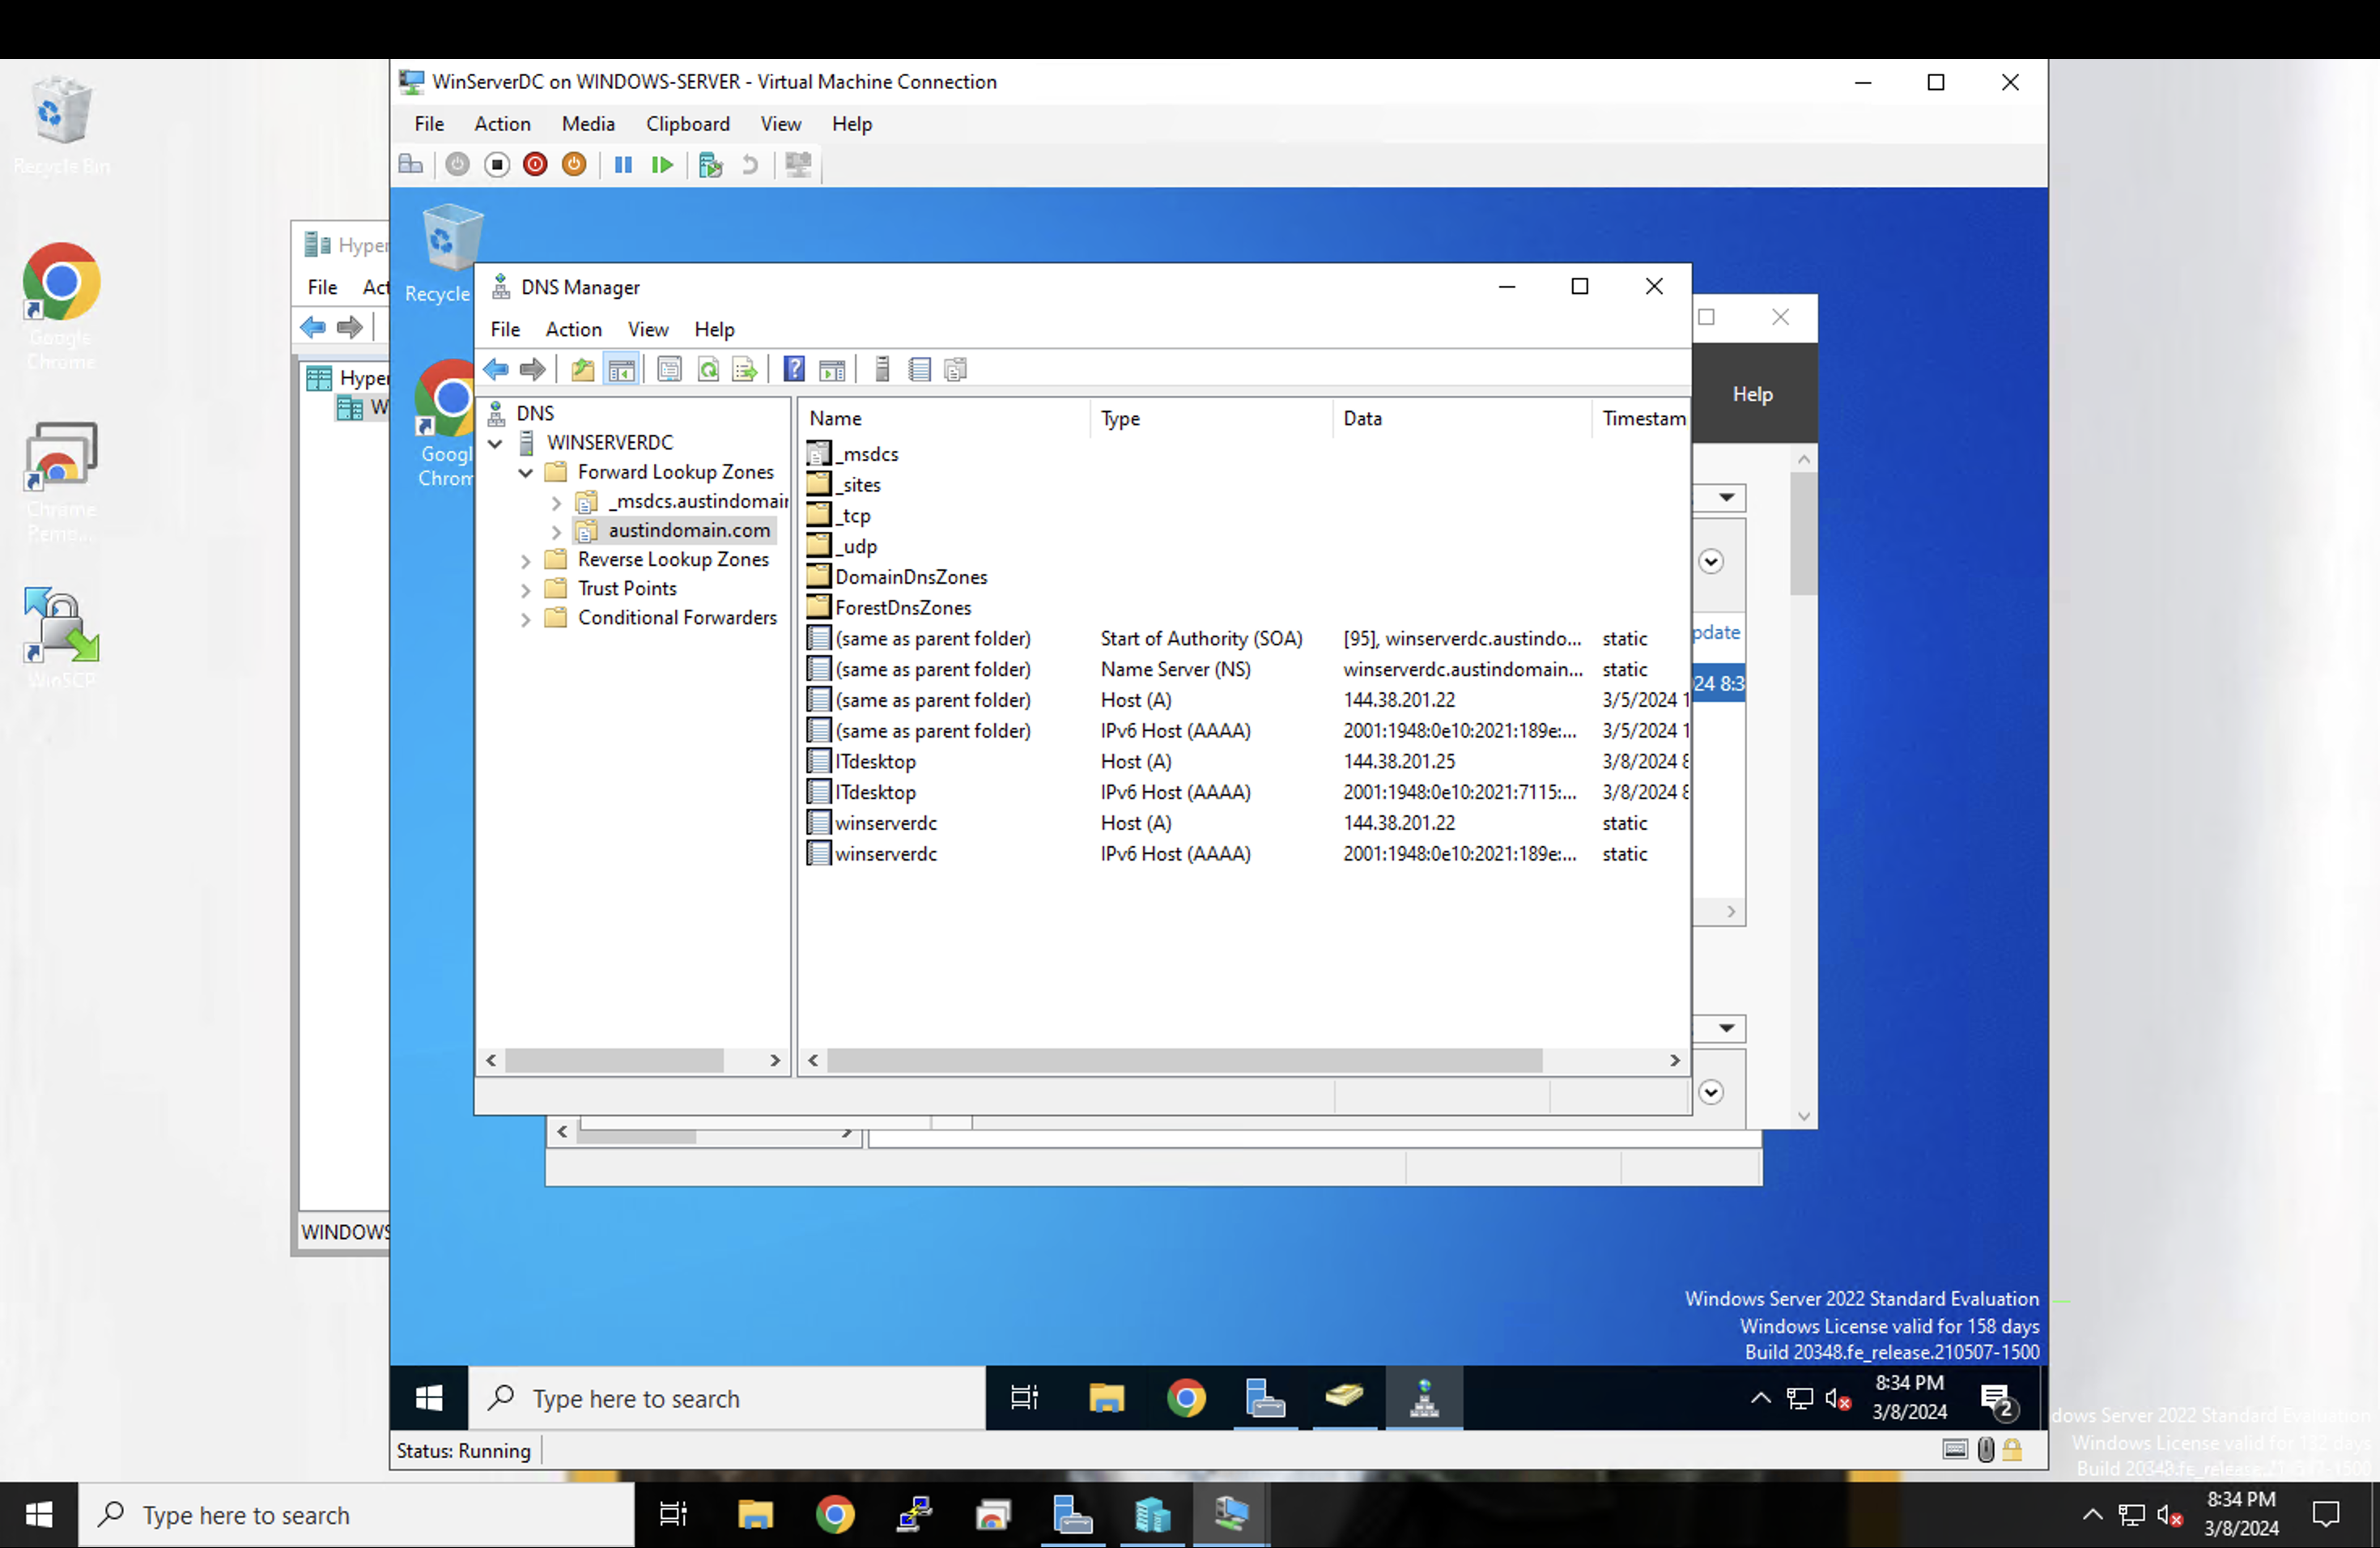 WinServerDC on WINDOWS-SERVER - Virtual Machine Connection
File Action Media Clipboard View Help
Recycle Bin
Google Chrome
Chrome Remo...
WinSCP
Hyper
File Act
Hyper
W
WINDOWS
Recycle
Googl
Chrom
DNS Manager
File Action View Help
DNS
WINSERVERDC
Forward Lookup Zones
_msdcs.austindomain
austindomain.com
Reverse Lookup Zones
Trust Points
Conditional Forwarders
Name Type Data Timestam
_msdcs
_sites
_tcp
_udp
DomainDnsZones
ForestDnsZones
(same as parent folder) Start of Authority (SOA) [95], winserverdc.austindo... static
(same as parent folder) Name Server (NS) winserverdc.austindomain... static
(same as parent folder) Host (A) 144.38.201.22 3/5/2024 1
(same as parent folder) IPv6 Host (AAAA) 2001:1948:0e10:2021:189e:... 3/5/2024 1
ITdesktop Host (A) 144.38.201.25 3/8/2024 8
ITdesktop IPv6 Host (AAAA) 2001:1948:0e10:2021:7115:... 3/8/2024 8
winserverdc Host (A) 144.38.201.22 static
winserverdc IPv6 Host (AAAA) 2001:1948:0e10:2021:189e:... static
Help
pdate
24 8:3
Windows Server 2022 Standard Evaluation
Windows License valid for 158 days
Build 20348.fe_release.210507-1500
Type here to search
8:34 PM
3/8/2024
2
Status: Running
dows Server 2022 Standard Evaluation
Windows License valid for 132 days
Build 20348.fe_release.210507-1500
Type here to search
8:34 PM
3/8/2024